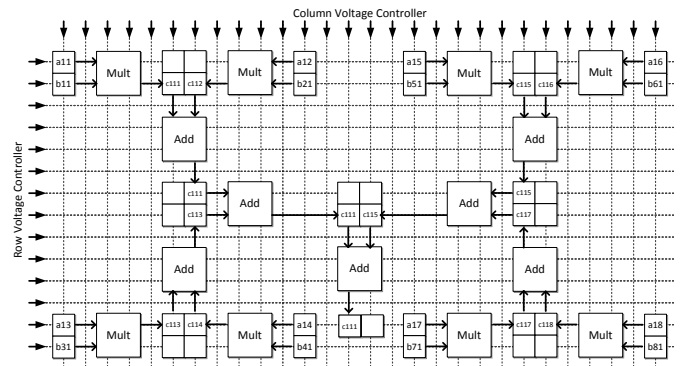 Column Voltage Controller
Row Voltage Controller
a11 Mult c111 c112 Mult a12 a15 Mult c115 c116 Mult a16
b11 b21 b51 b61
Add Add
c111 Add c111 c115 Add c115
c113 c117
Add Add Add
a13 Mult c113 c114 Mult a14 c111 a17 Mult c117 c118 Mult a18
b31 b41 b71 b81